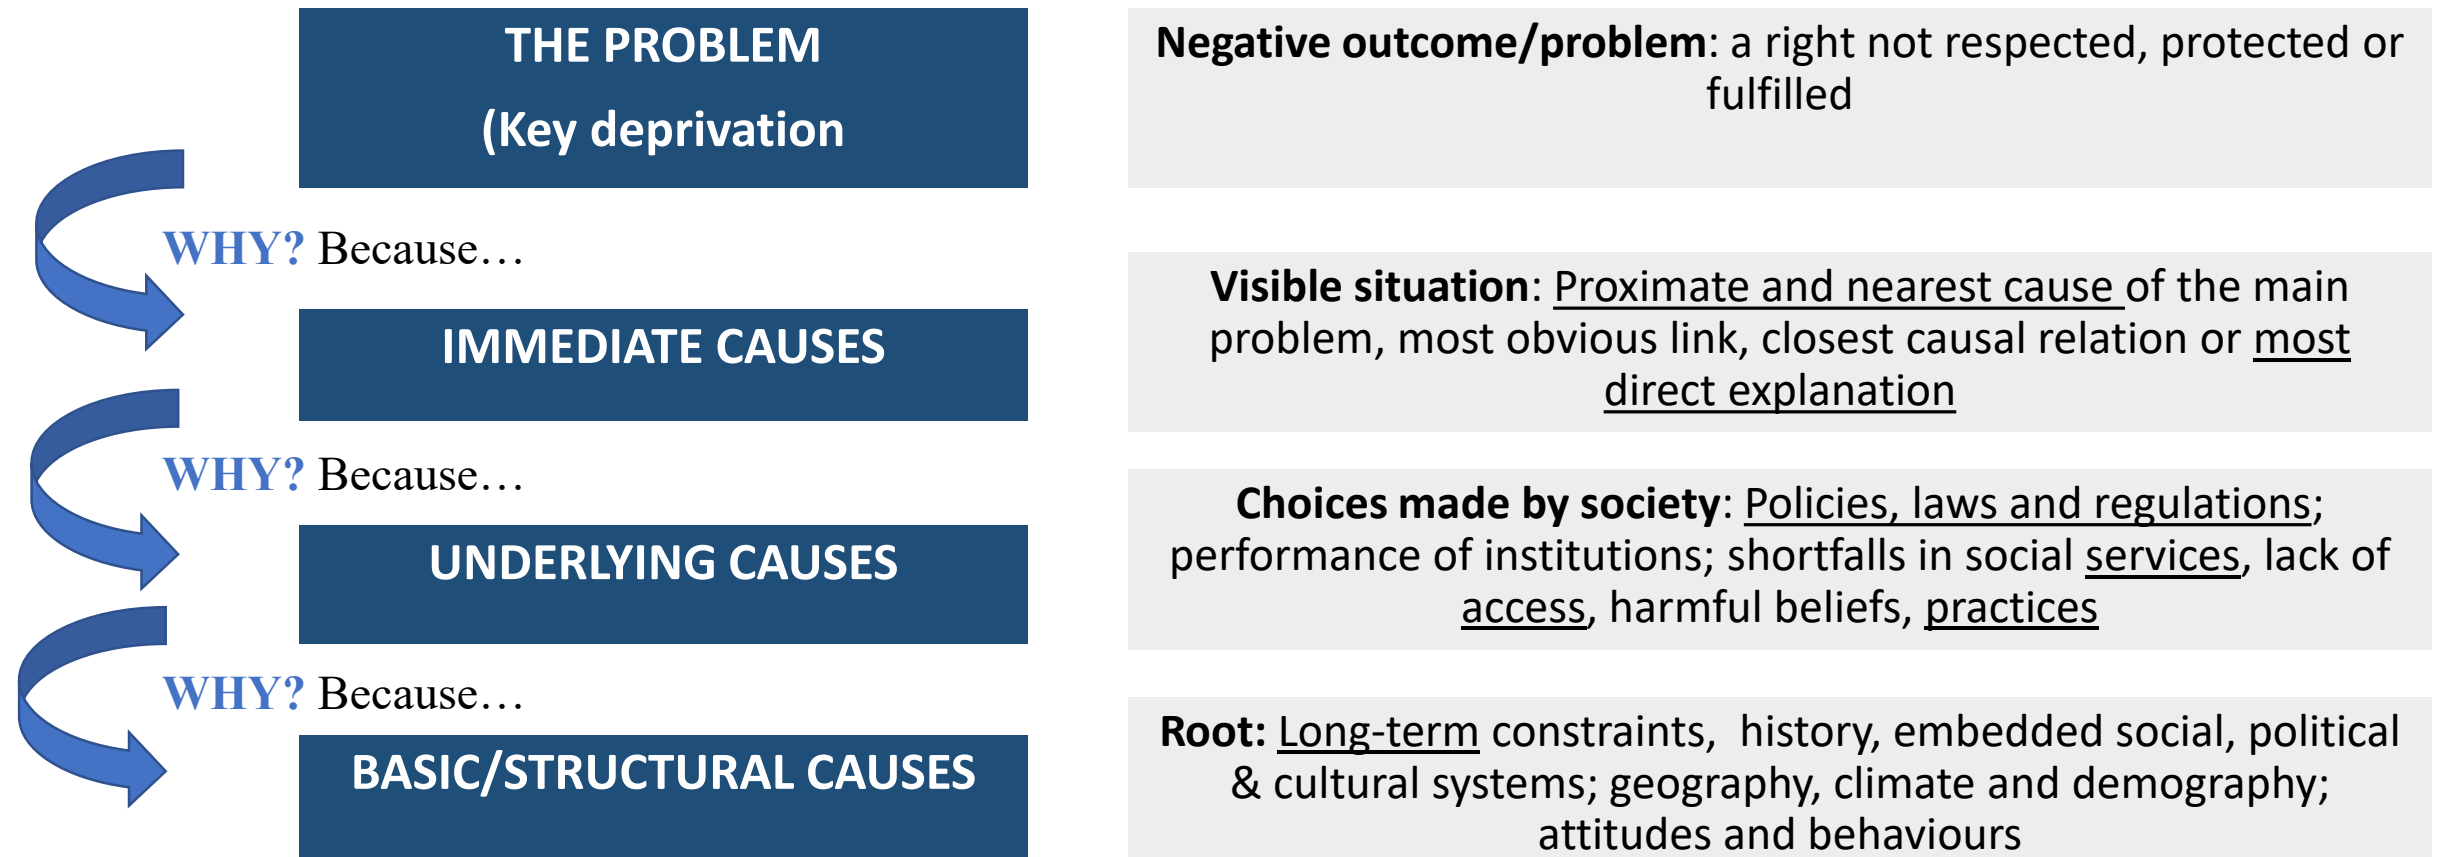 THE PROBLEM
(Key deprivation
Negative outcome/problem: a right not respected, protected or
fulfilled
WHY? Because…
IMMEDIATE CAUSES
Visible situation: Proximate and nearest cause of the main
problem, most obvious link, closest causal relation or most
direct explanation
WHY? Because…
UNDERLYING CAUSES
Choices made by society: Policies, laws and regulations;
performance of institutions; shortfalls in social services, lack of
access, harmful beliefs, practices
WHY? Because…
BASIC/STRUCTURAL CAUSES
Root: Long-term constraints, history, embedded social, political
& cultural systems; geography, climate and demography;
attitudes and behaviours